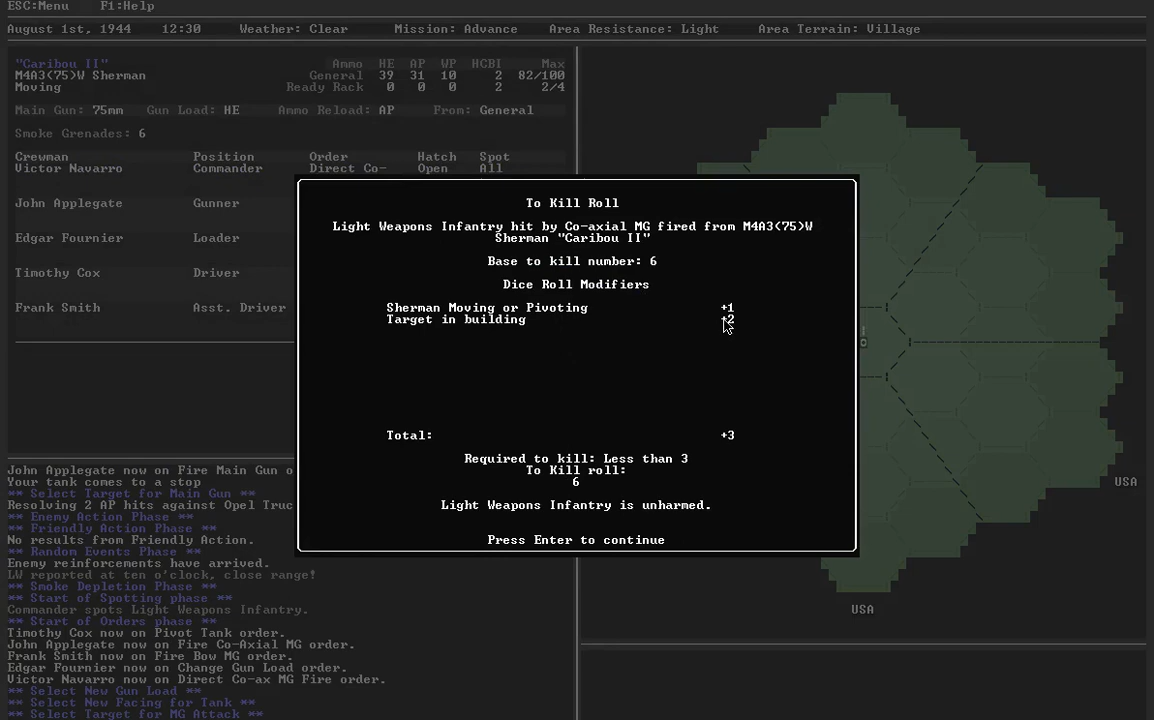 ESC:Menu F1:Help
August 1st, 1944 12:30 Weather: Clear Mission: Advance Area Resistance: Light Area Terrain: Village
"Caribou II" Ammo HE AP WP HCBI Max
M4A3(75)W Sherman General 39 31 10 2 82/100
Moving Ready Rack 0 0 0 2 2/4
Main Gun: 75mm Gun Load: HE Ammo Reload: AP From: General
Smoke Grenades: 6
Crewman Position Order Hatch Spot
Victor Navarro Commander Direct Co- Open All
John Applegate Gunner
Edgar Fournier Loader
Timothy Cox Driver
Frank Smith Asst. Driver
To Kill Roll
Light Weapons Infantry hit by Co-axial MG fired from M4A3(75)W
Sherman "Caribou II"
Base to kill number: 6
Dice Roll Modifiers
Sherman Moving or Pivoting +1
Target in building +2
Total: +3
Required to kill: Less than 3
To Kill roll:
6
Light Weapons Infantry is unharmed.
Press Enter to continue
John Applegate now on Fire Main Gun o
Your tank comes to a stop
** Select Target for Main Gun **
Resolving 2 AP hits against Opel Truc
** Enemy Action Phase **
** Friendly Action Phase **
No results from Friendly Action.
** Random Events Phase **
Enemy reinforcements have arrived.
LW reported at ten o'clock, close range!
** Smoke Depletion Phase **
** Start of Spotting phase **
Commander spots Light Weapons Infantry.
** Start of Orders phase **
Timothy Cox now on Pivot Tank order.
John Applegate now on Fire Co-Axial MG order.
Frank Smith now on Fire Bow MG order.
Edgar Fournier now on Change Gun Load order.
Victor Navarro now on Direct Co-ax MG Fire order.
** Select New Gun Load **
** Select New Facing for Tank **
** Select Target for MG Attack **
USA
USA